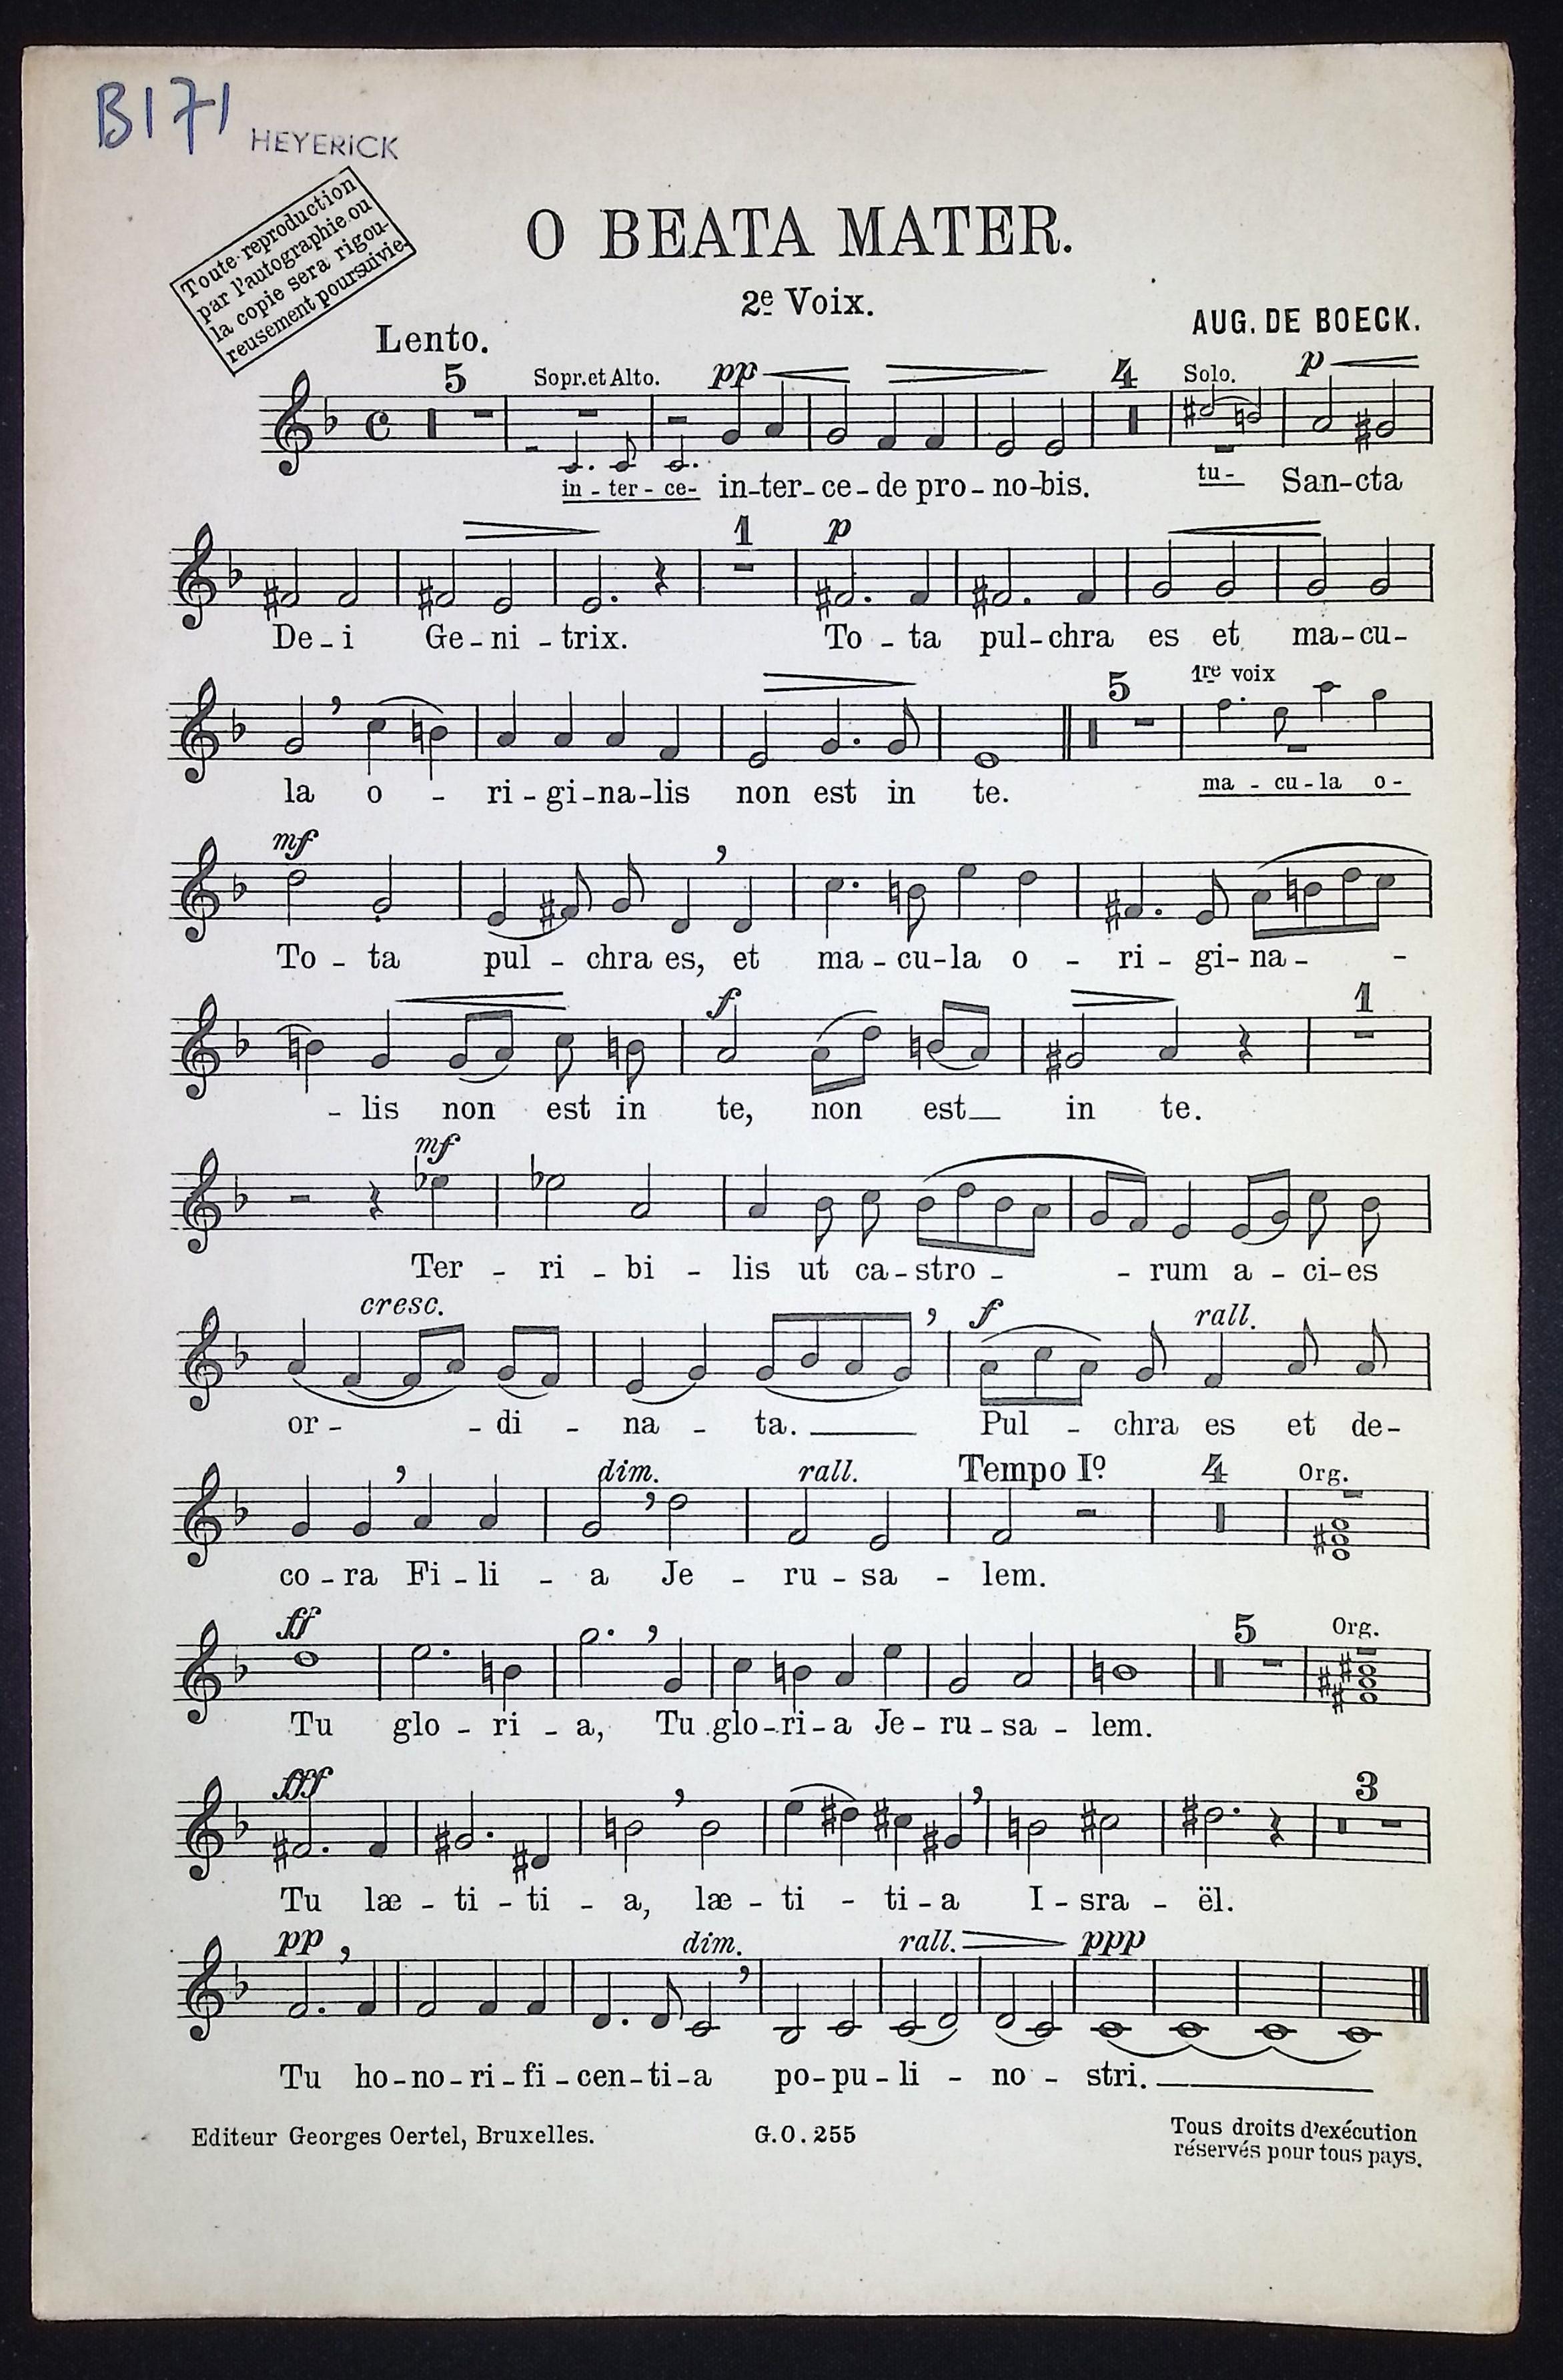 B171 HEYERICK
Toute reproduction
par l'autographie ou
la copie sera rigou-
reusement poursuivie.
O BEATA MATER.
2e Voix.
AUG. DE BOECK.
Lento.
5 Sopr. et Alto. pp 4 Solo. p
in - ter - ce- in-ter-ce-de pro-no-bis. tu- San-cta
1 p
De-i Ge-ni-trix. To-ta pul-chra es et ma-cu-
5 1re voix
la o - ri-gi-na-lis non est in te. ma - cu-la o-
mf
To-ta pul-chra es, et ma-cu-la o - ri-gi-na- -
f 1
-lis non est in te, non est in te.
mf
Ter - ri - bi - lis ut ca-stro - - rum a - ci-es
cresc. f rall.
or- - di - na - ta. Pul - chra es et de-
dim. rall. Tempo Io 4 Org.
co-ra Fi-li - a Je - ru-sa - lem.
ff 5 Org.
Tu glo - ri - a, Tu glo-ri-a Je-ru-sa - lem.
fff 3
Tu læ - ti - ti - a, læ - ti - ti-a I-sra - ël.
pp dim. rall. ppp
Tu ho-no-ri-fi-cen-ti-a po-pu-li - no - stri.
Editeur Georges Oertel, Bruxelles. G.O. 255 Tous droits d'exécution
réservés pour tous pays.